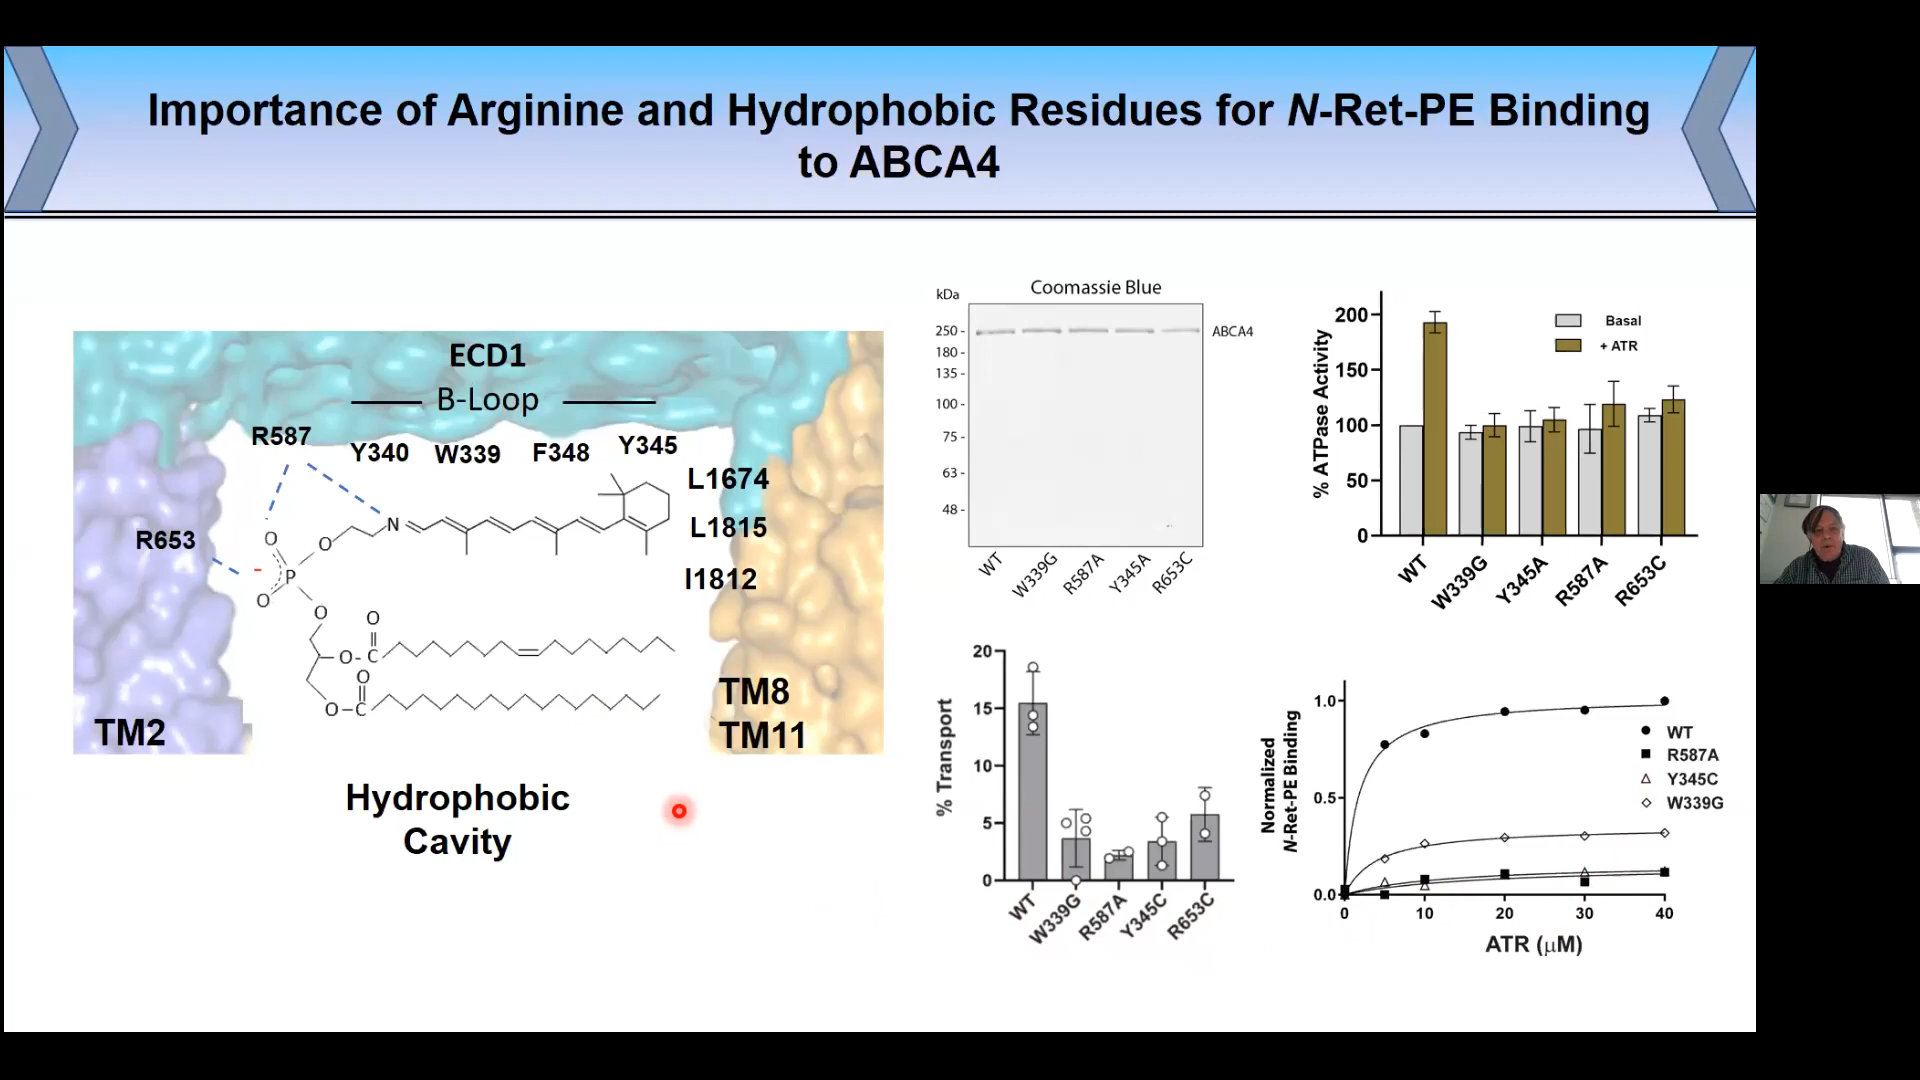 Importance of Arginine and Hydrophobic Residues for N-Ret-PE Binding
to ABCA4
ECD1
B-Loop
R587
Y340
W339
F348
Y345
L1674
L1815
I1812
R653
N
O
O
-
P
O
O
O
O-C
O
O-C
TM2
TM8
TM11
Hydrophobic
Cavity
Coomassie Blue
kDa
250 -
180 -
135 -
100 -
75 -
63 -
48 -
ABCA4
WT
W339G
R587A
Y345A
R653C
% ATPase Activity
200
150
100
50
0
Basal
+ ATR
WT
W339G
Y345A
R587A
R653C
% Transport
20
15
10
5
0
WT
W339G
R587A
Y345C
R653C
Normalized
N-Ret-PE Binding
1.0
0.5
0.0
0
10
20
30
40
ATR (µM)
WT
R587A
Y345C
W339G